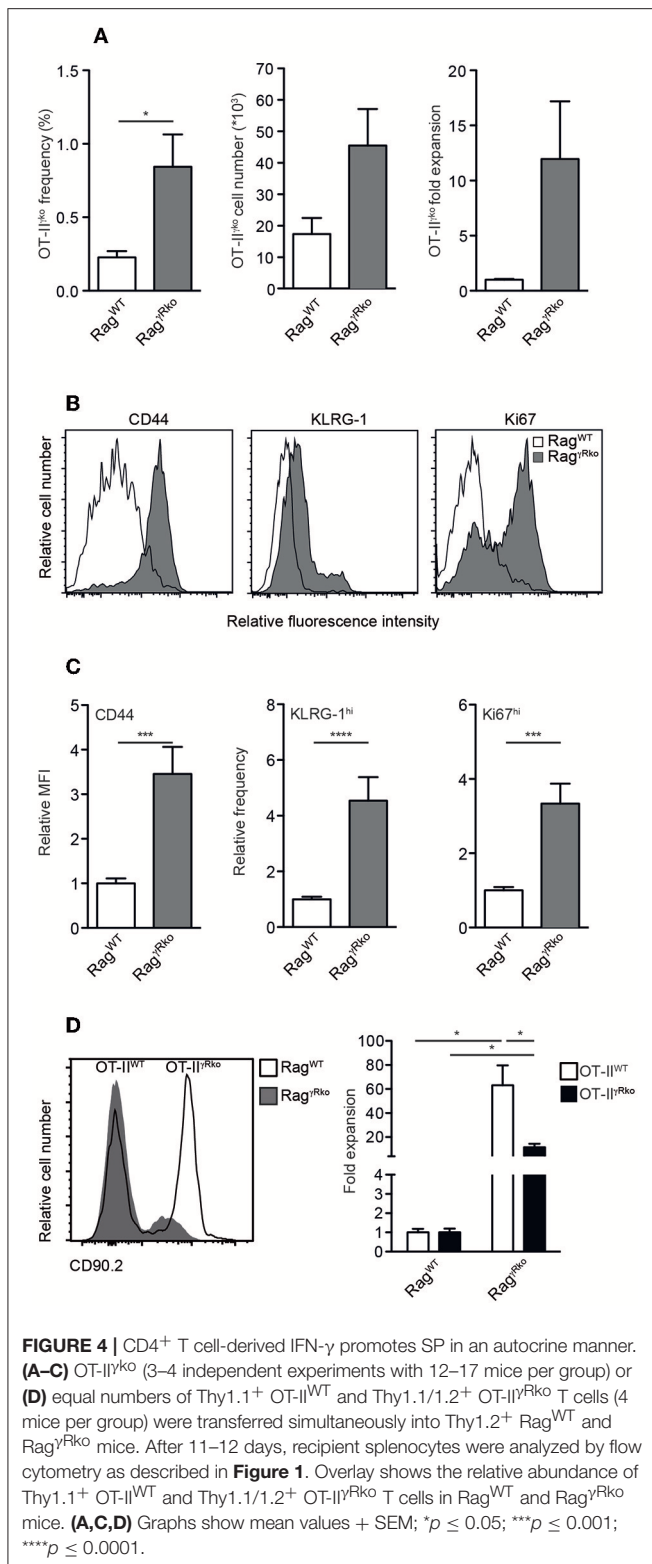 A
OT-IIγko frequency (%)
1.5
1.0
0.5
0.0
RagWT
RagγRko
*
OT-IIγko cell number (*10³)
70
60
50
40
30
20
10
0
RagWT
RagγRko
OT-IIγko fold expansion
20
15
10
5
0
RagWT
RagγRko
B
CD44
KLRG-1
Ki67
RagWT
RagγRko
Relative cell number
Relative fluorescence intensity
C
Relative MFI
5
4
3
2
1
0
CD44
***
RagWT
RagγRko
Relative frequency
8
6
4
2
0
KLRG-1hi
****
RagWT
RagγRko
6
4
2
0
Ki67hi
***
RagWT
RagγRko
D
OT-IIWT
OT-IIγRko
RagWT
RagγRko
Relative cell number
CD90.2
Fold expansion
100
80
60
40
20
4
3
2
1
0
* *
*
OT-IIWT
OT-IIγRko
RagWT
RagγRko
FIGURE 4 | CD4+ T cell-derived IFN-γ promotes SP in an autocrine manner.
(A–C) OT-IIγko (3–4 independent experiments with 12–17 mice per group) or
(D) equal numbers of Thy1.1+ OT-IIWT and Thy1.1/1.2+ OT-IIγRko T cells (4
mice per group) were transferred simultaneously into Thy1.2+ RagWT and
RagγRko mice. After 11–12 days, recipient splenocytes were analyzed by flow
cytometry as described in Figure 1. Overlay shows the relative abundance of
Thy1.1+ OT-IIWT and Thy1.1/1.2+ OT-IIγRko T cells in RagWT and RagγRko
mice. (A,C,D) Graphs show mean values + SEM; *p ≤ 0.05; ***p ≤ 0.001;
****p ≤ 0.0001.